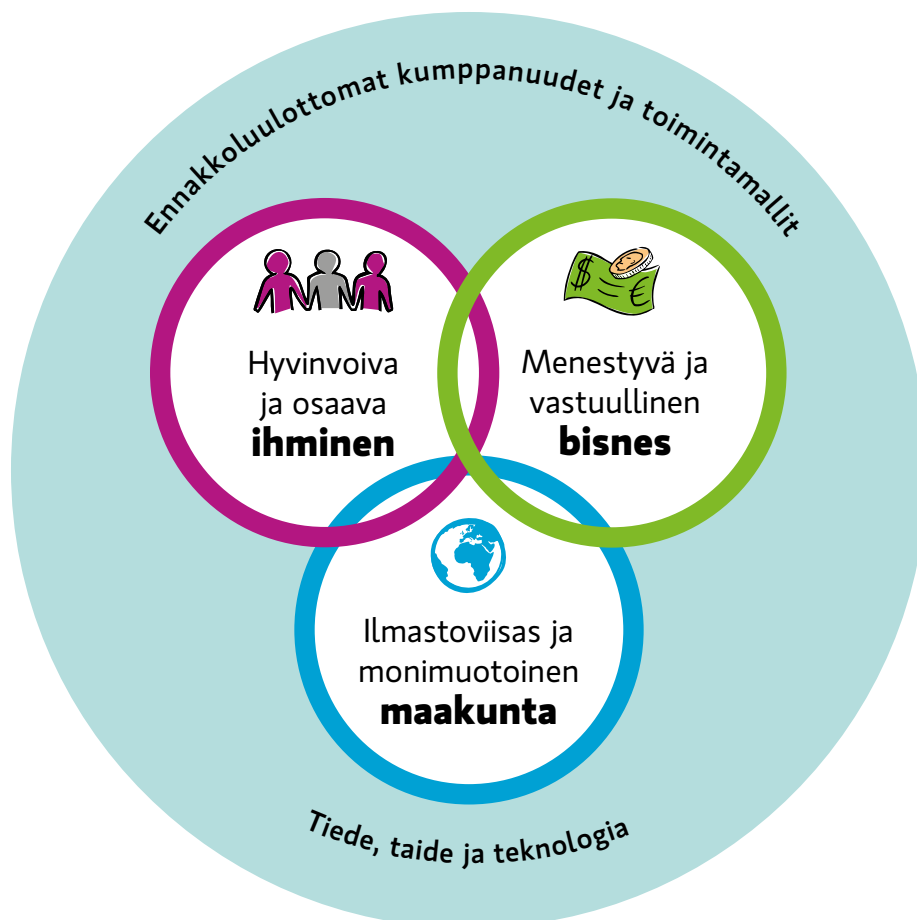 Ennakkoluulottomat kumppanuudet ja toimintamallit
Hyvinvoiva
ja osaava
ihminen
$
€
Menestyvä ja
vastuullinen
bisnes
Ilmastoviisas ja
monimuotoinen
maakunta
Tiede, taide ja teknologia